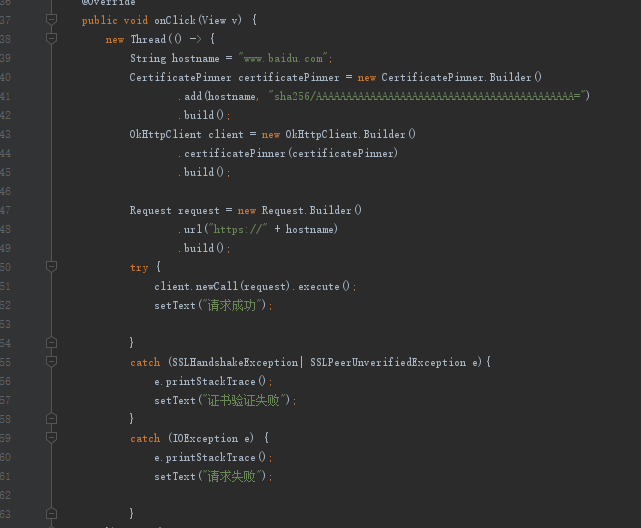 36 @Override
37 public void onClick(View v) {
38 new Thread(() -> {
39 String hostname = "www.baidu.com";
40 CertificatePinner certificatePinner = new CertificatePinner.Builder()
41 .add(hostname, "sha256/AAAAAAAAAAAAAAAAAAAAAAAAAAAAAAAAAAAAAAAAAAA=")
42 .build();
43 OkHttpClient client = new OkHttpClient.Builder()
44 .certificatePinner(certificatePinner)
45 .build();
46
47 Request request = new Request.Builder()
48 .url("https://" + hostname)
49 .build();
50 try {
51 client.newCall(request).execute();
52 setText("请求成功");
53
54 }
55 catch (SSLHandshakeException| SSLPeerUnverifiedException e){
56 e.printStackTrace();
57 setText("证书验证失败");
58 }
59 catch (IOException e) {
60 e.printStackTrace();
61 setText("请求失败");
62
63 }